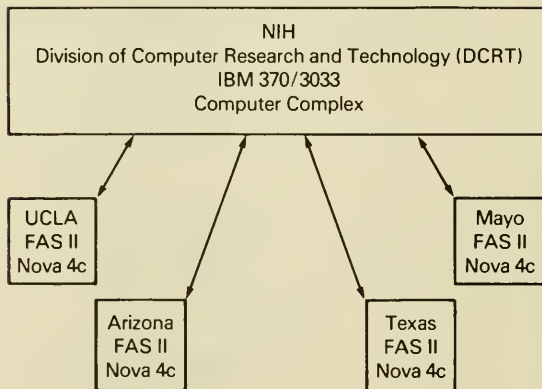 NIH
Division of Computer Research and Technology (DCRT)
IBM 370/3033
Computer Complex
UCLA
FAS II
Nova 4c
Arizona
FAS II
Nova 4c
Texas
FAS II
Nova 4c
Mayo
FAS II
Nova 4c